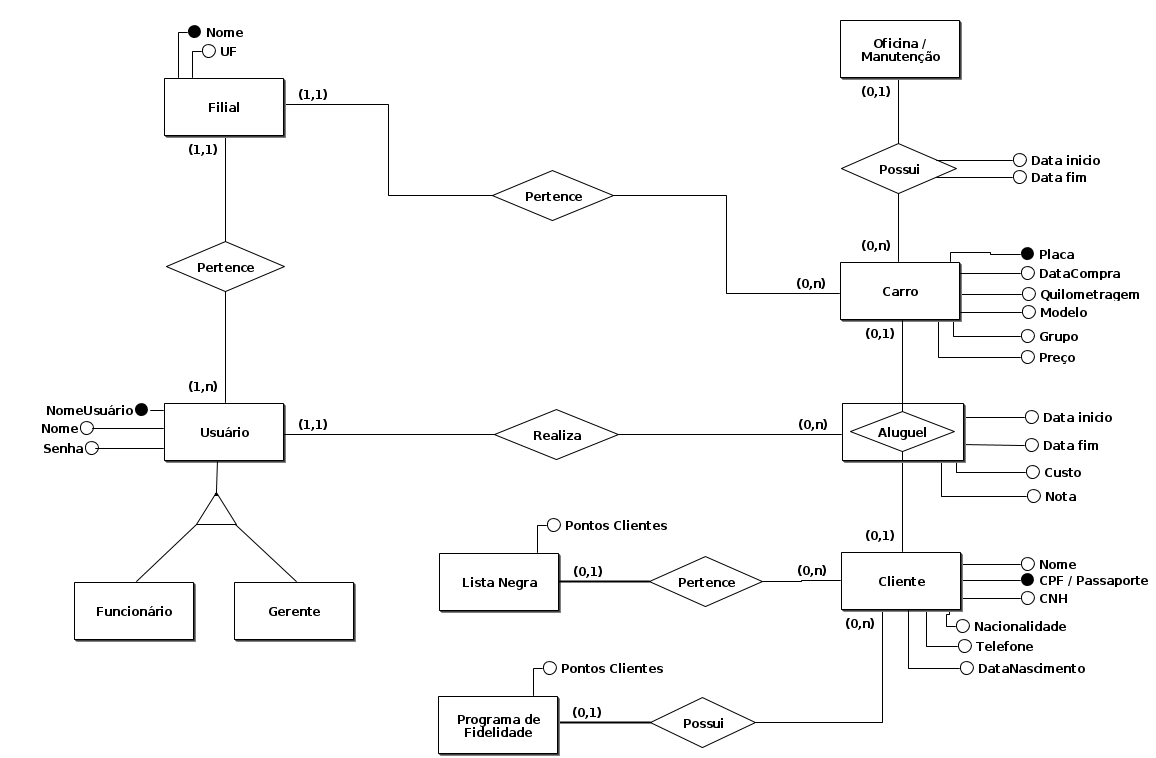 Nome
UF
Filial
(1,1)
(1,1)
Oficina /
Manutenção
(0,1)
Possui
Data inicio
Data fim
Pertence
Pertence
(0,n)
(0,n)
Carro
Placa
DataCompra
Quilometragem
Modelo
Grupo
Preço
(0,1)
(1,n)
NomeUsuário
Nome
Senha
Usuário
(1,1)
Realiza
(0,n)
Aluguel
Data inicio
Data fim
Custo
Nota
(0,1)
Pontos Clientes
Lista Negra
(0,1)
Pertence
(0,n)
Cliente
Nome
CPF / Passaporte
CNH
Nacionalidade
Telefone
DataNascimento
(0,n)
Funcionário
Gerente
Pontos Clientes
Programa de
Fidelidade
(0,1)
Possui